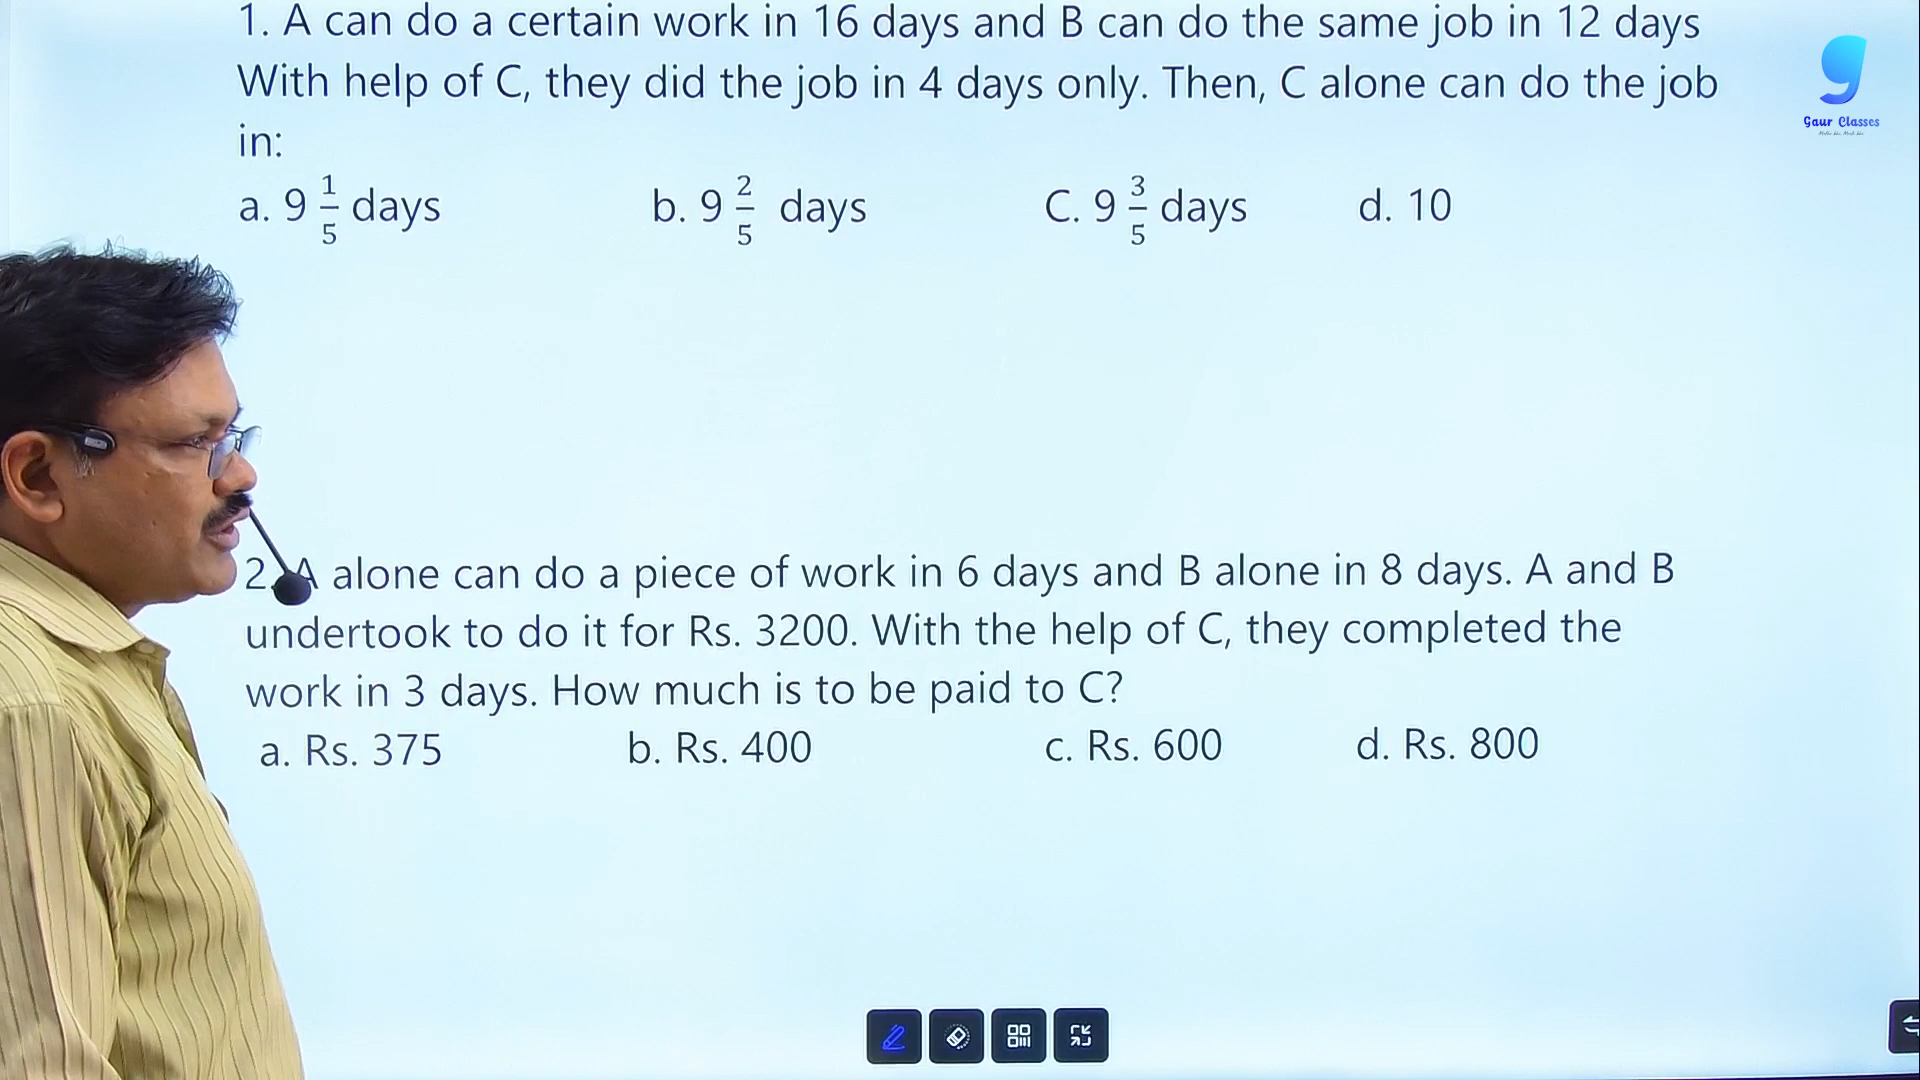 1. A can do a certain work in 16 days and B can do the same job in 12 days
With help of C, they did the job in 4 days only. Then, C alone can do the job
in:
a. 9 1/5 days b. 9 2/5 days C. 9 3/5 days d. 10
2. A alone can do a piece of work in 6 days and B alone in 8 days. A and B
undertook to do it for Rs. 3200. With the help of C, they completed the
work in 3 days. How much is to be paid to C?
a. Rs. 375 b. Rs. 400 c. Rs. 600 d. Rs. 800
g
Gaur Classes